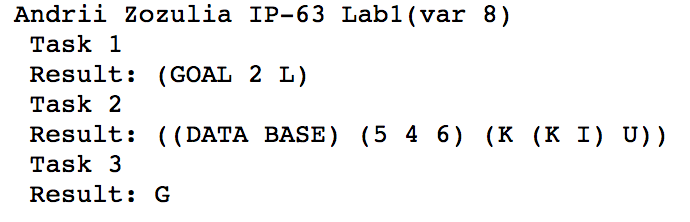 Andrii Zozulia IP-63 Lab1(var 8)
Task 1
Result: (GOAL 2 L)
Task 2
Result: ((DATA BASE) (5 4 6) (K (K I) U))
Task 3
Result: G